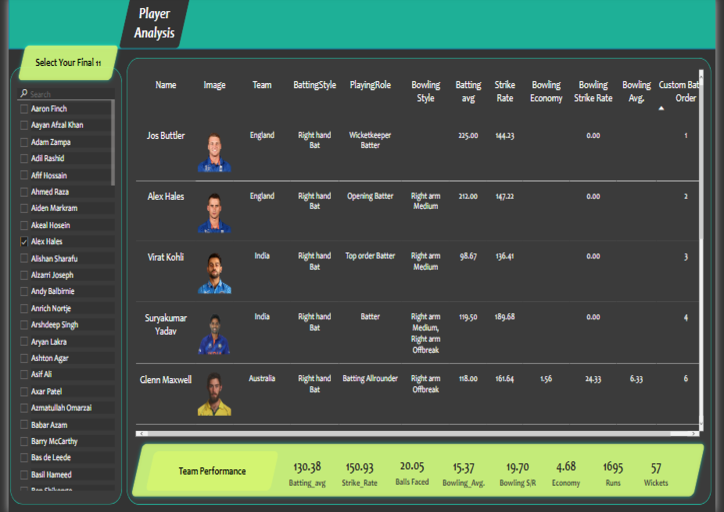 Player
Analysis
Select Your Final 11
Search
Aaron Finch
Aayan Afzal Khan
Adam Zampa
Adil Rashid
Afif Hossain
Ahmed Raza
Aiden Markram
Akeal Hosein
Alex Hales
Alishan Sharafu
Alzarri Joseph
Andy Balbirnie
Anrich Nortje
Arshdeep Singh
Aryan Lakra
Ashton Agar
Asif Ali
Axar Patel
Azmatullah Omarzai
Babar Azam
Barry McCarthy
Bas de Leede
Basil Hameed
Name Image Team BattingStyle PlayingRole Bowling Style Batting avg Strike Rate Bowling Economy Bowling Strike Rate Bowling Avg. Custom Bat Order
Jos Buttler England Right hand Bat Wicketkeeper Batter 225.00 144.23 0.00 1
Alex Hales England Right hand Bat Opening Batter Right arm Medium 212.00 147.22 0.00 2
Virat Kohli India Right hand Bat Top order Batter Right arm Medium 98.67 136.41 0.00 3
Suryakumar Yadav India Right hand Bat Batter Right arm Medium, Right arm Offbreak 119.50 189.68 0.00 4
Glenn Maxwell Australia Right hand Bat Batting Allrounder Right arm Offbreak 118.00 161.64 1.56 24.33 6.33 6
Team Performance
130.38 150.93 20.05 15.37 19.70 4.68 1695 57
Batting_avg Strike_Rate Balls Faced Bowling_Avg. Bowling S/R Economy Runs Wickets